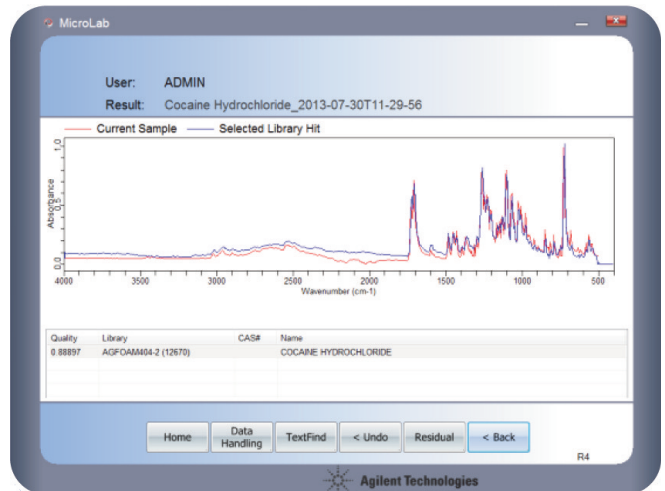 MicroLab
User: ADMIN
Result: Cocaine Hydrochloride_2013-07-30T11-29-56
Current Sample Selected Library Hit
1.0
Absorbance
0.5
0.0
4000 3500 3000 2500 2000 1500 1000 500
Wavenumber (cm-1)
Quality Library CAS# Name
0.88897 AGFOAM404-2 (12670) COCAINE HYDROCHLORIDE
Home Data Handling TextFind < Undo Residual < Back
R4
Agilent Technologies